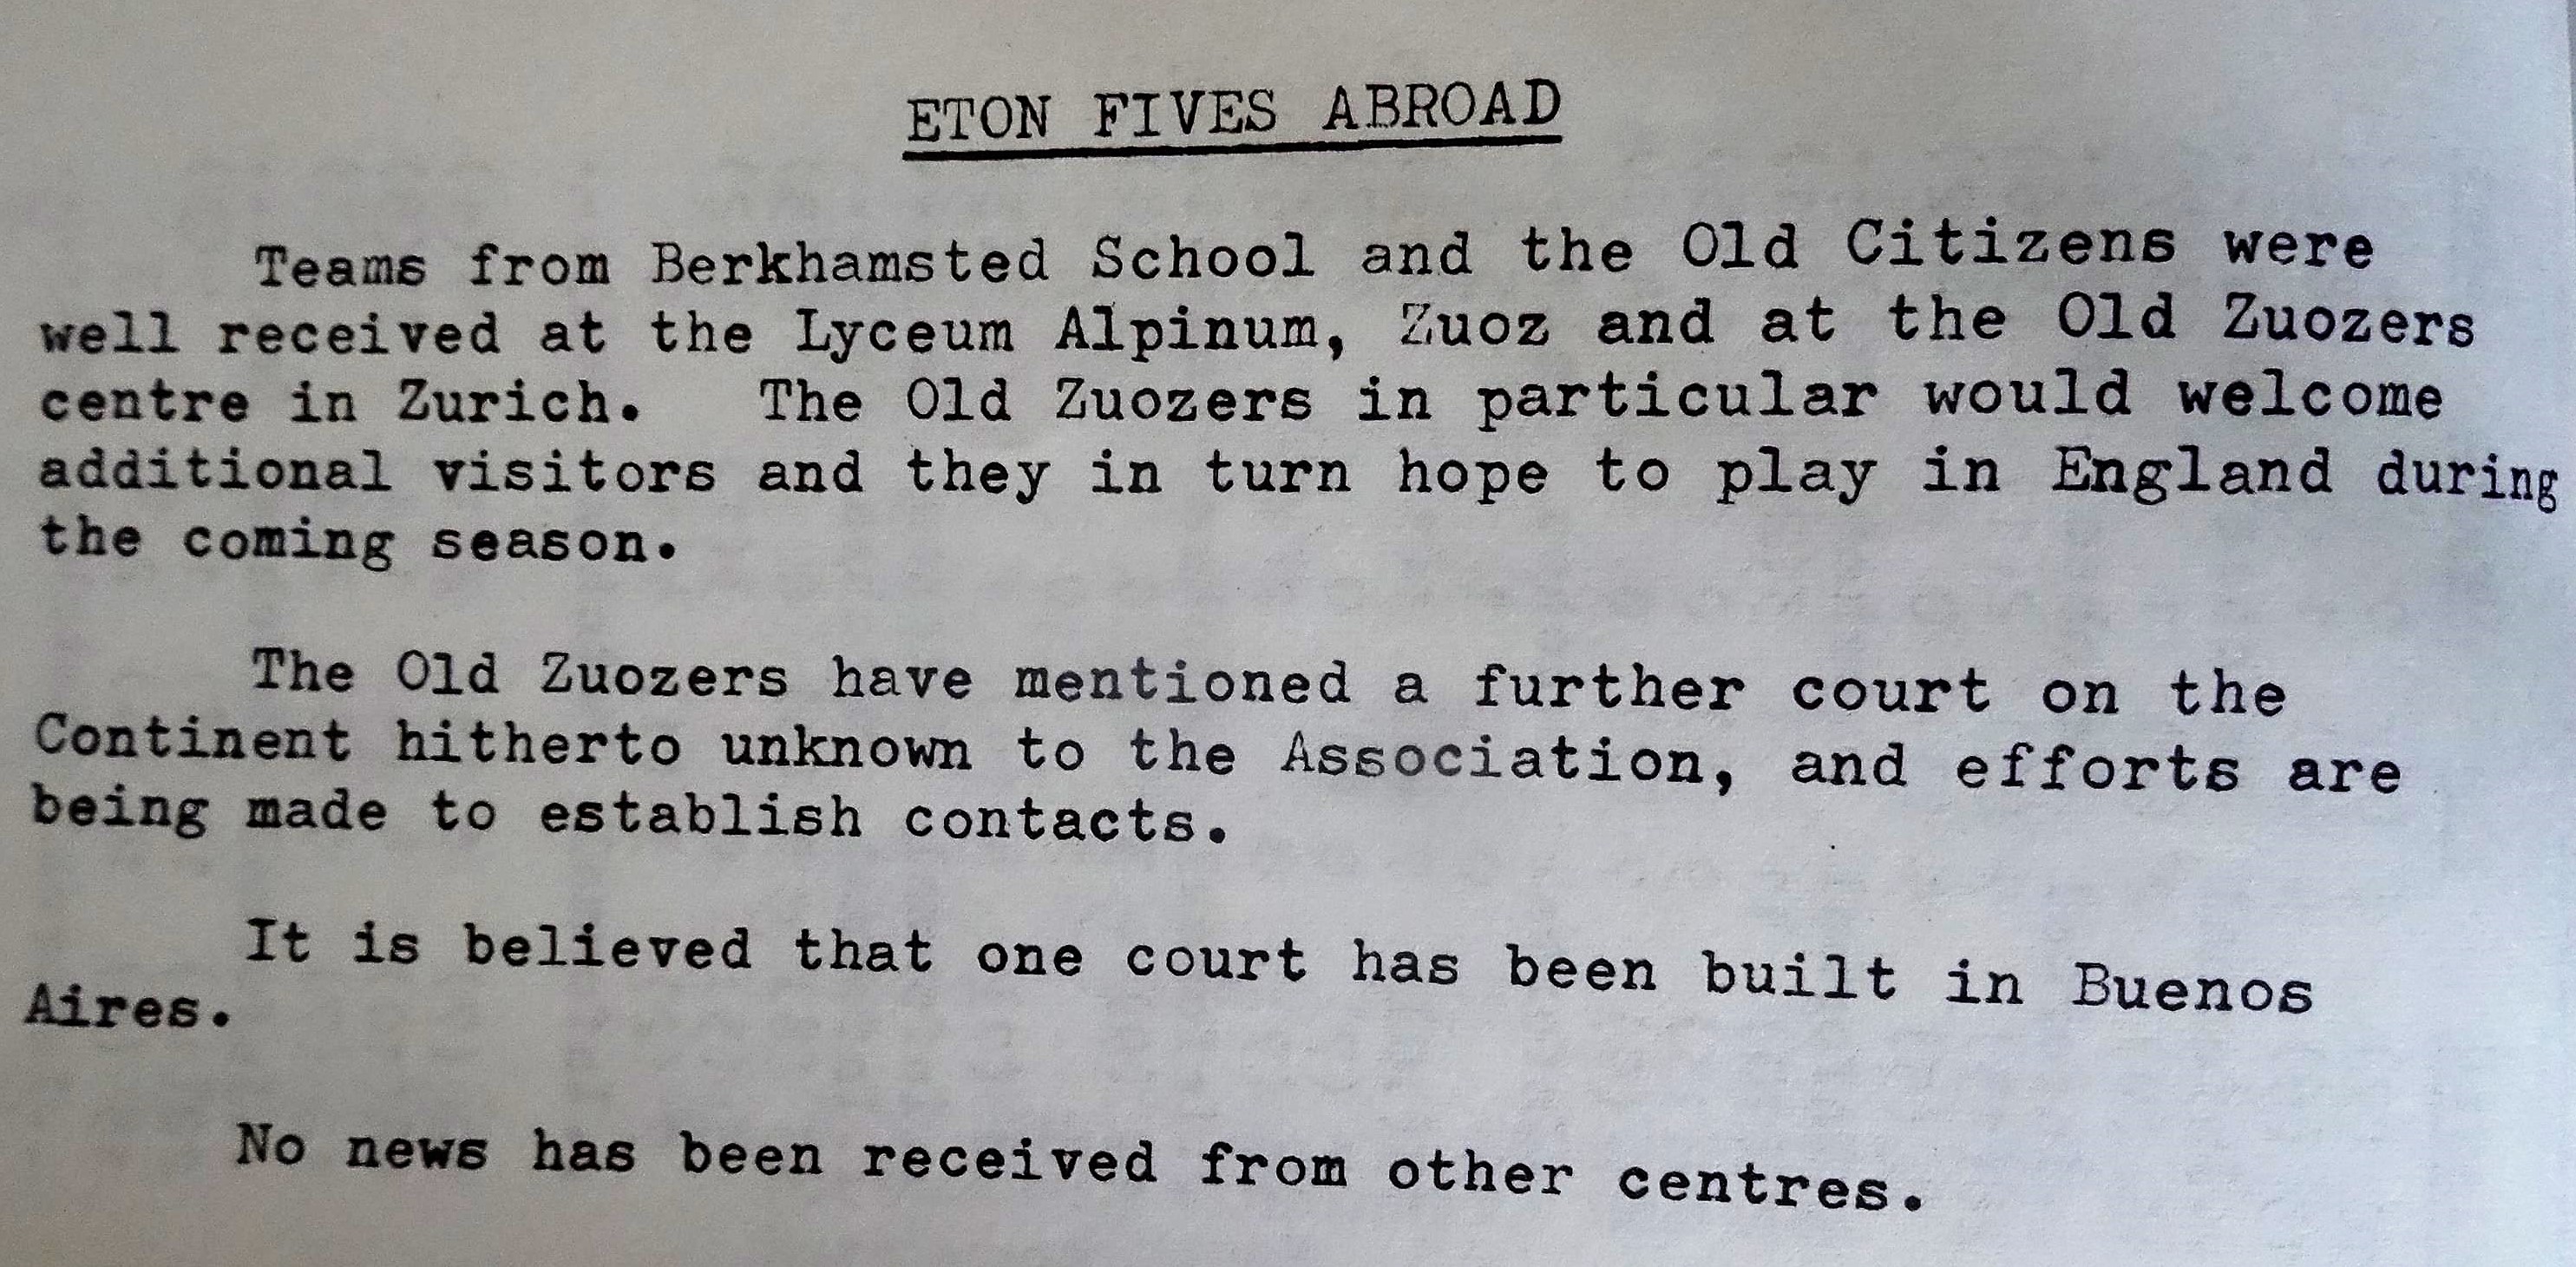 ETON FIVES ABROAD
Teams from Berkhamsted School and the Old Citizens were
well received at the Lyceum Alpinum, Zuoz and at the Old Zuozers
centre in Zurich. The Old Zuozers in particular would welcome
additional visitors and they in turn hope to play in England during
the coming season.
The Old Zuozers have mentioned a further court on the
Continent hitherto unknown to the Association, and efforts are
being made to establish contacts.
It is believed that one court has been built in Buenos
Aires.
No news has been received from other centres.